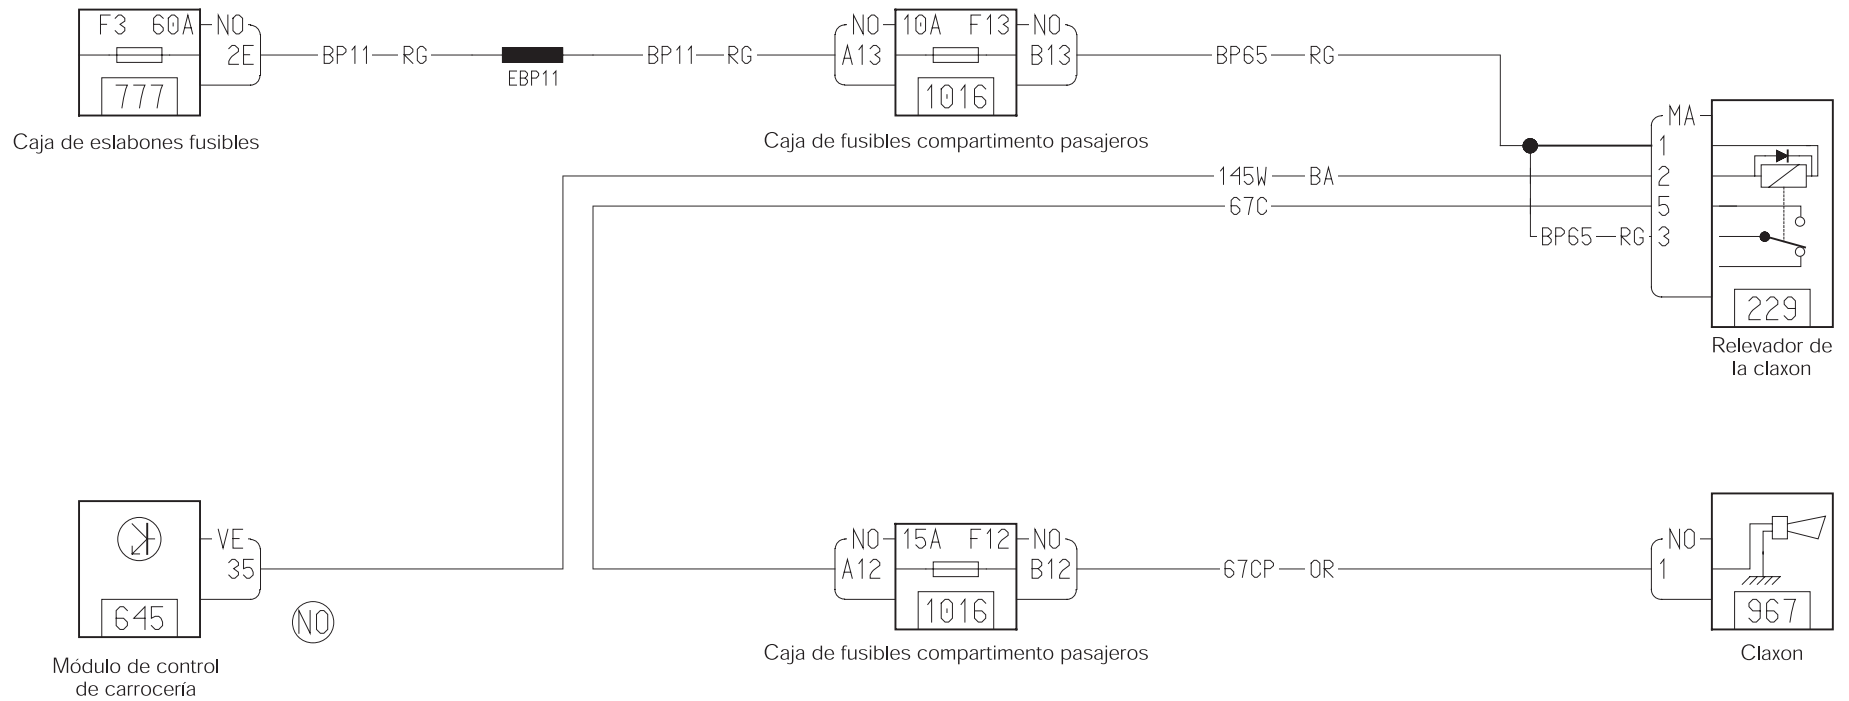 F3 60A NO
2E BP11 RG BP11 RG
EBP11
777
Caja de eslabones fusibles
NO 10A F13 NO
A13 B13 BP65 RG
1016
Caja de fusibles compartimento pasajeros
MA
1
145W BA 2
67C 5
BP65 RG 3
229
Relevador de
la claxon
VE
35
645
NO
Módulo de control
de carrocería
NO 15A F12 NO
A12 B12 67CP OR
1016
Caja de fusibles compartimento pasajeros
NO
1
967
Claxon